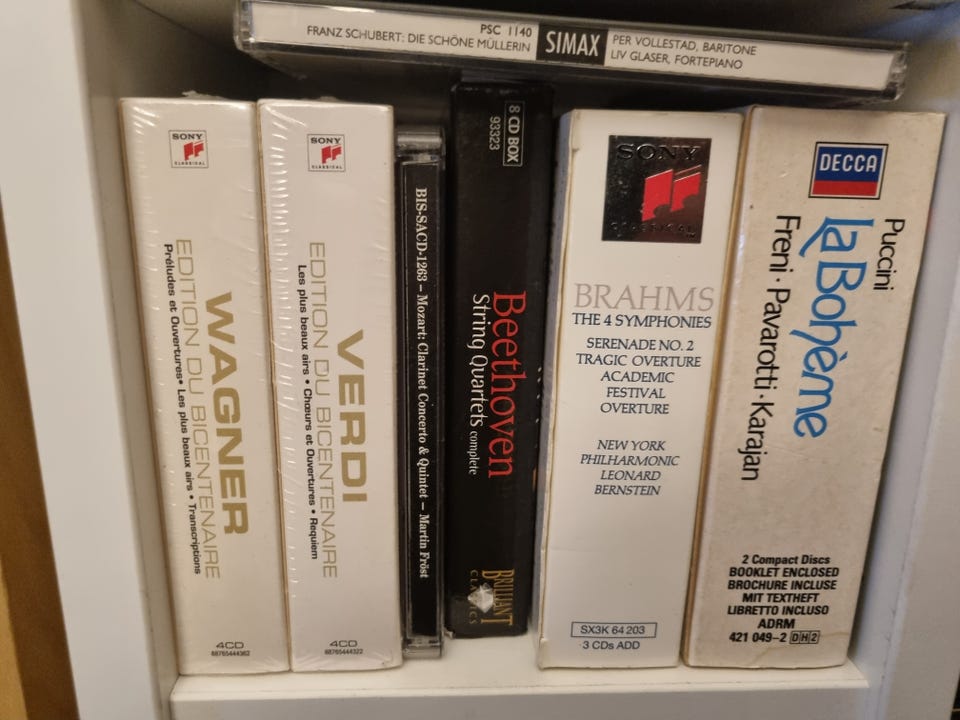 PSC 1140
FRANZ SCHUBERT: DIE SCHÖNE MÜLLERIN
SIMAX
PER VOLLESTAD, BARITONE
LIV GLASER, FORTEPIANO
SONY
CLASSICAL
WAGNER
EDITION DU BICENTENAIRE
Préludes et Ouvertures • Les plus beaux airs • Transcriptions
4CD
SONY
CLASSICAL
VERDI
EDITION DU BICENTENAIRE
Les plus beaux airs • Chœurs et Ouvertures • Requiem
4CD
88765444322
BIS-SACD-1263 – Mozart: Clarinet Concerto & Quintet – Martin Fröst
8 CD BOX
93323
Beethoven
String Quartets complete
BRILLIANT
CLASSICS
SONY
CLASSICAL
BRAHMS
THE 4 SYMPHONIES
SERENADE NO. 2
TRAGIC OVERTURE
ACADEMIC
FESTIVAL
OVERTURE
NEW YORK
PHILHARMONIC
LEONARD
BERNSTEIN
SX3K 64 203
3 CDs ADD
DECCA
Puccini
la Bohème
Freni · Pavarotti · Karajan
2 Compact Discs
BOOKLET ENCLOSED
BROCHURE INCLUSE
MIT TEXTHEFT
LIBRETTO INCLUSO
ADRM
421 049-2 DH2